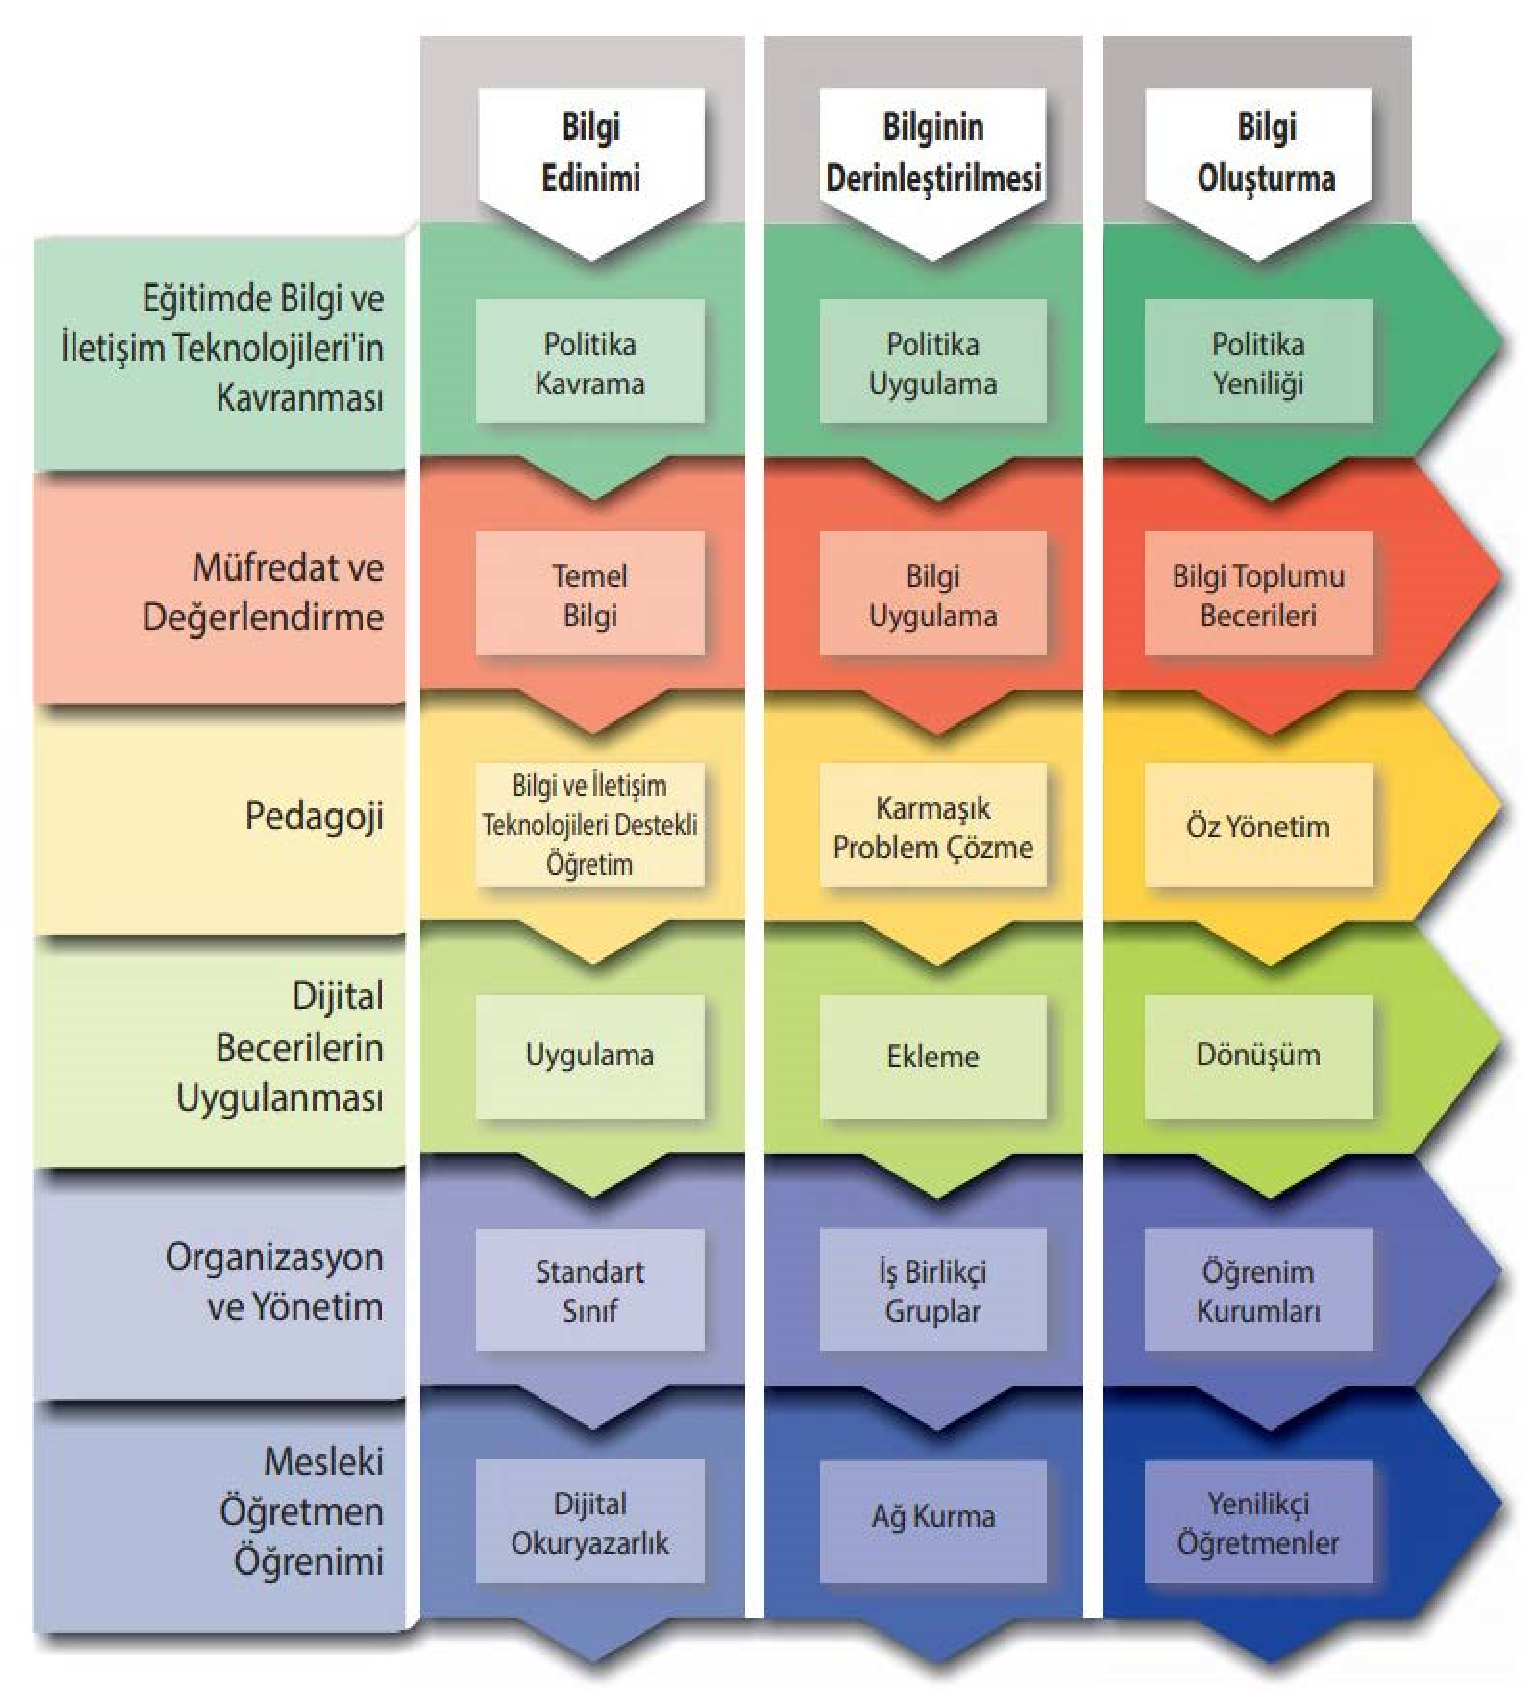 Bilgi
Edinimi
Bilginin
Derinleştirilmesi
Bilgi
Oluşturma
Eğitimde Bilgi ve
İletişim Teknolojileri'in
Kavranması
Politika
Kavrama
Politika
Uygulama
Politika
Yeniliği
Müfredat ve
Değerlendirme
Temel
Bilgi
Bilgi
Uygulama
Bilgi Toplumu
Becerileri
Pedagoji
Bilgi ve İletişim
Teknolojileri Destekli
Öğretim
Karmaşık
Problem Çözme
Öz Yönetim
Dijital
Becerilerin
Uygulanması
Uygulama
Ekleme
Dönüşüm
Organizasyon
ve Yönetim
Standart
Sınıf
İş Birlikçi
Gruplar
Öğrenim
Kurumları
Mesleki
Öğretmen
Öğrenimi
Dijital
Okuryazarlık
Ağ Kurma
Yenilikçi
Öğretmenler